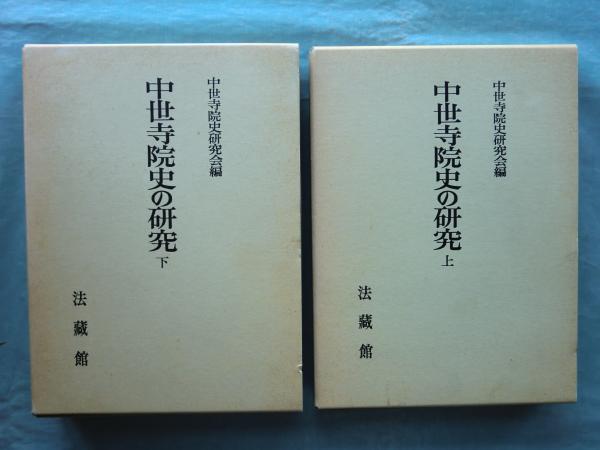 中世寺院史研究会編
中世寺院史の研究 上
法藏館
中世寺院史研究会編
中世寺院史の研究 下
法藏館